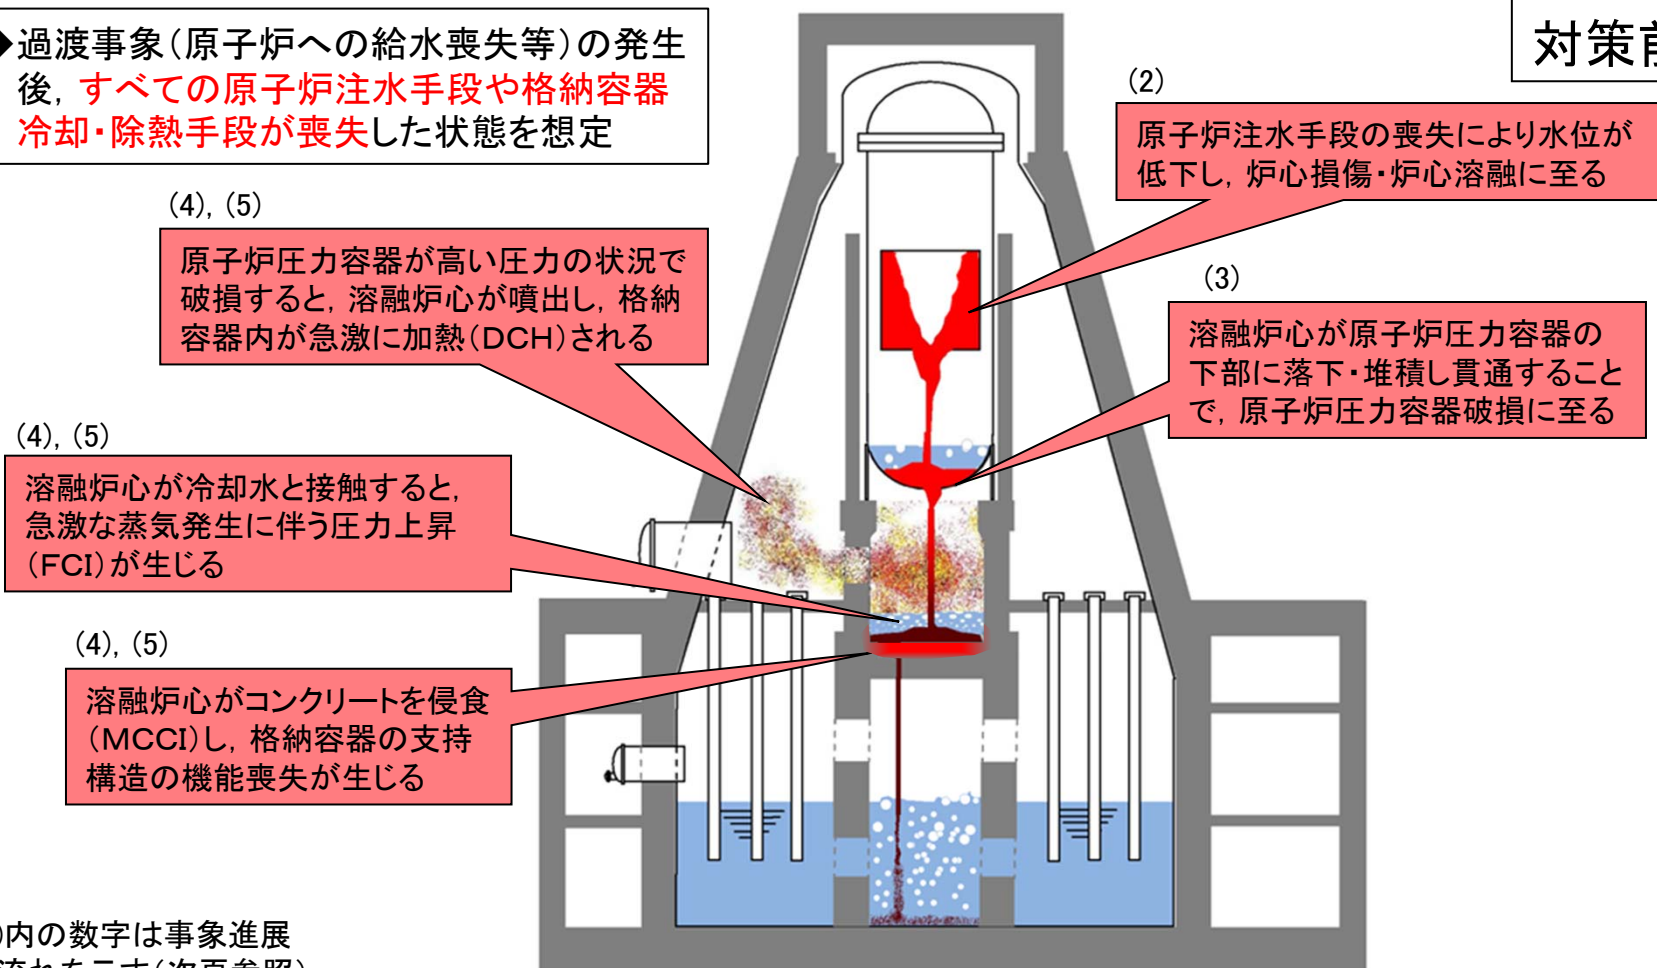 ◆過渡事象(原子炉への給水喪失等)の発生
後，すべての原子炉注水手段や格納容器
冷却・除熱手段が喪失した状態を想定
対策前
(2)
原子炉注水手段の喪失により水位が
低下し，炉心損傷・炉心溶融に至る
(4)，(5)
原子炉圧力容器が高い圧力の状況で
破損すると，溶融炉心が噴出し，格納
容器内が急激に加熱(DCH)される
(3)
溶融炉心が原子炉圧力容器の
下部に落下・堆積し貫通すること
で，原子炉圧力容器破損に至る
(4)，(5)
溶融炉心が冷却水と接触すると，
急激な蒸気発生に伴う圧力上昇
(FCI)が生じる
(4)，(5)
溶融炉心がコンクリートを侵食
(MCCI)し，格納容器の支持
構造の機能喪失が生じる
)内の数字は事象進展
流れを示す(次頁参照)